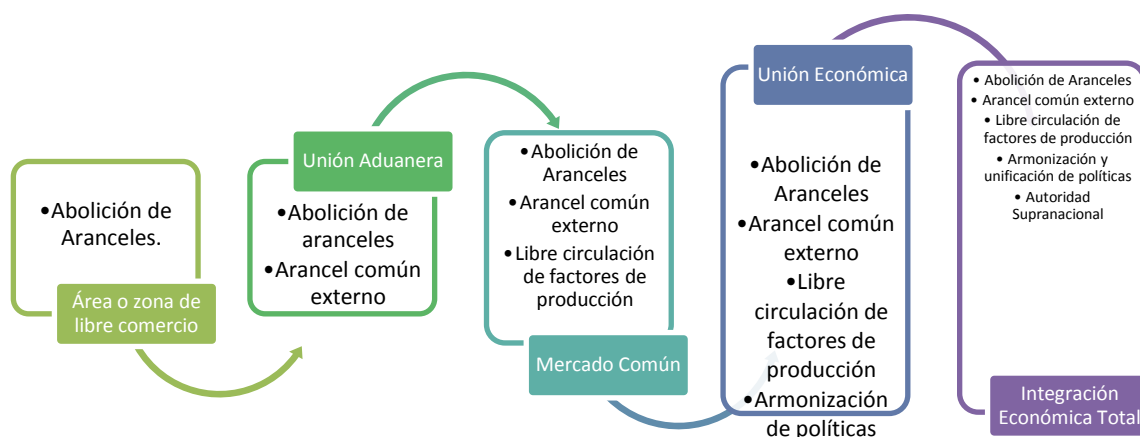 •Abolición de
Aranceles.
Área o zona de
libre comercio
Unión Aduanera
•Abolición de
aranceles
•Arancel común
externo
•Abolición de
Aranceles
•Arancel común
externo
•Libre circulación
de factores de
producción
Mercado Común
Unión Económica
•Abolición de
Aranceles
•Arancel común
externo
•Libre
circulación de
factores de
producción
•Armonización
de políticas
• Abolición de Aranceles
• Arancel común externo
• Libre circulación de
factores de producción
• Armonización y
unificación de políticas
• Autoridad
Supranacional
Integración
Económica Total